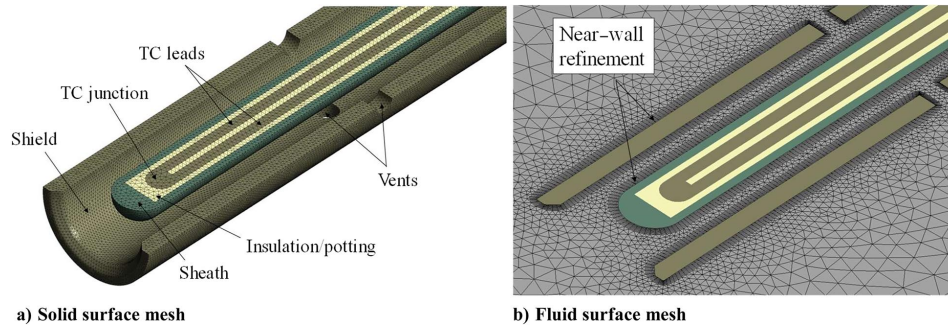 TC leads
TC junction
Shield
Vents
Insulation/potting
Sheath
a) Solid surface mesh
Near-wall
refinement
b) Fluid surface mesh